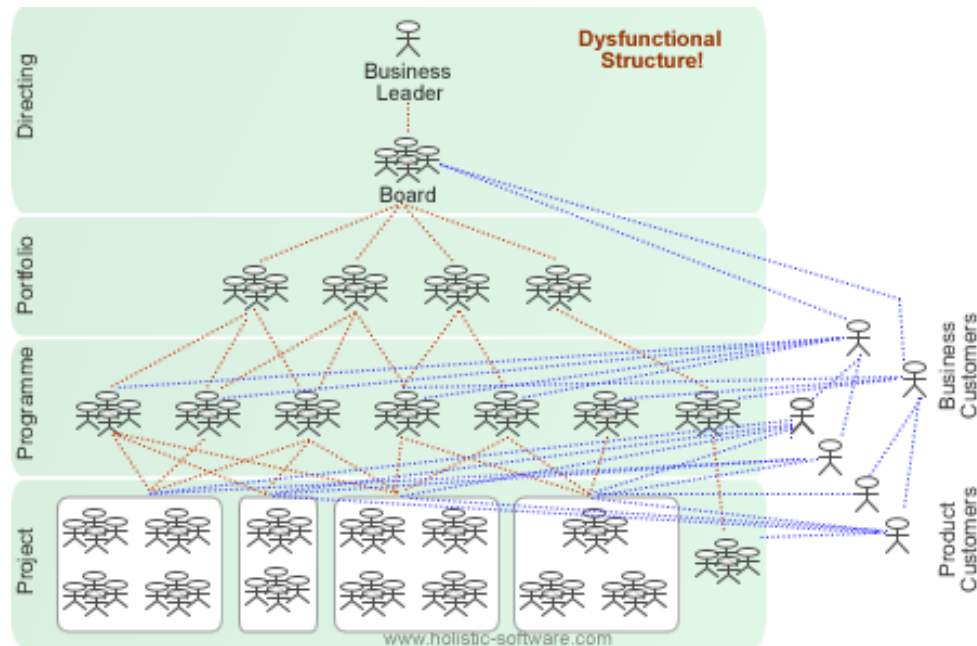 Directing
Business
Leader
Dysfunctional
Structure!
Board
Portfolio
Programme
Business
Customers
Project
Product
Customers
www.holistic-software.com